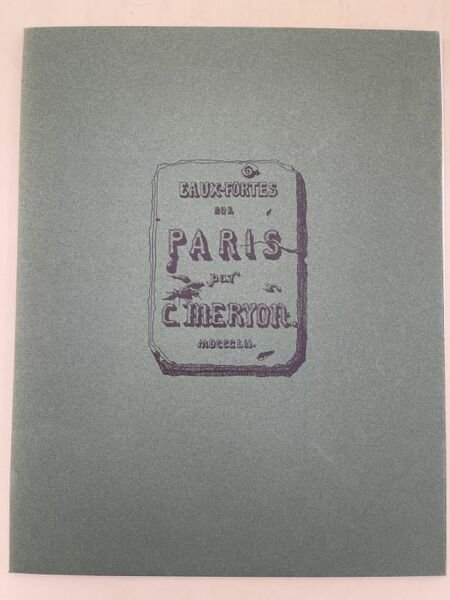 EAUX-FORTES
SUR
PARIS
par
C. MERYON.
MDCCCLII.